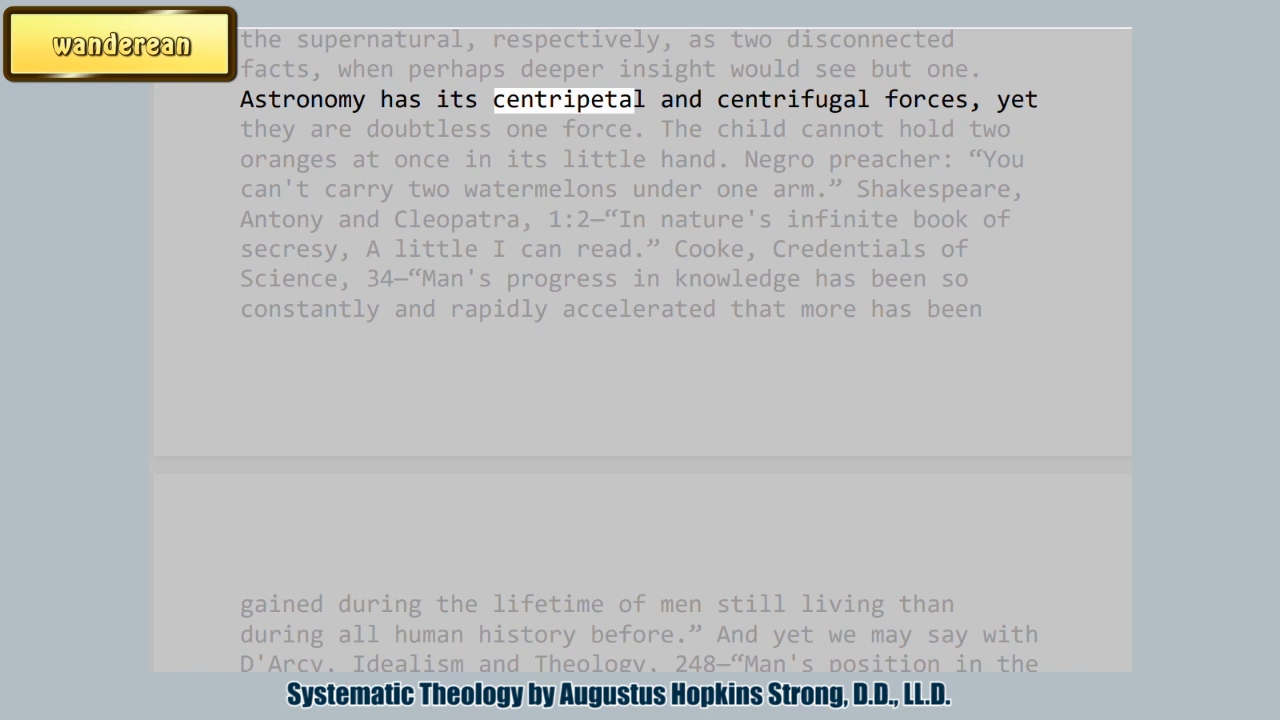 wanderean
the supernatural, respectively, as two disconnected
facts, when perhaps deeper insight would see but one.
Astronomy has its centripetal and centrifugal forces, yet
they are doubtless one force. The child cannot hold two
oranges at once in its little hand. Negro preacher: “You
can't carry two watermelons under one arm.” Shakespeare,
Antony and Cleopatra, 1:2—“In nature's infinite book of
secresy, A little I can read.” Cooke, Credentials of
Science, 34—“Man's progress in knowledge has been so
constantly and rapidly accelerated that more has been
gained during the lifetime of men still living than
during all human history before.” And yet we may say with
D'Arcy, Idealism and Theology, 248—“Man's position in the
Systematic Theology by Augustus Hopkins Strong, D.D., LL.D.